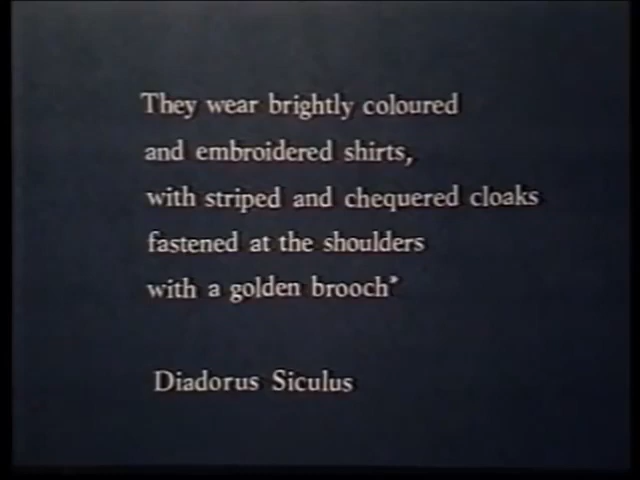 They wear brightly coloured
and embroidered shirts,
with striped and chequered cloaks
fastened at the shoulders
with a golden brooch"
Diadorus Siculus